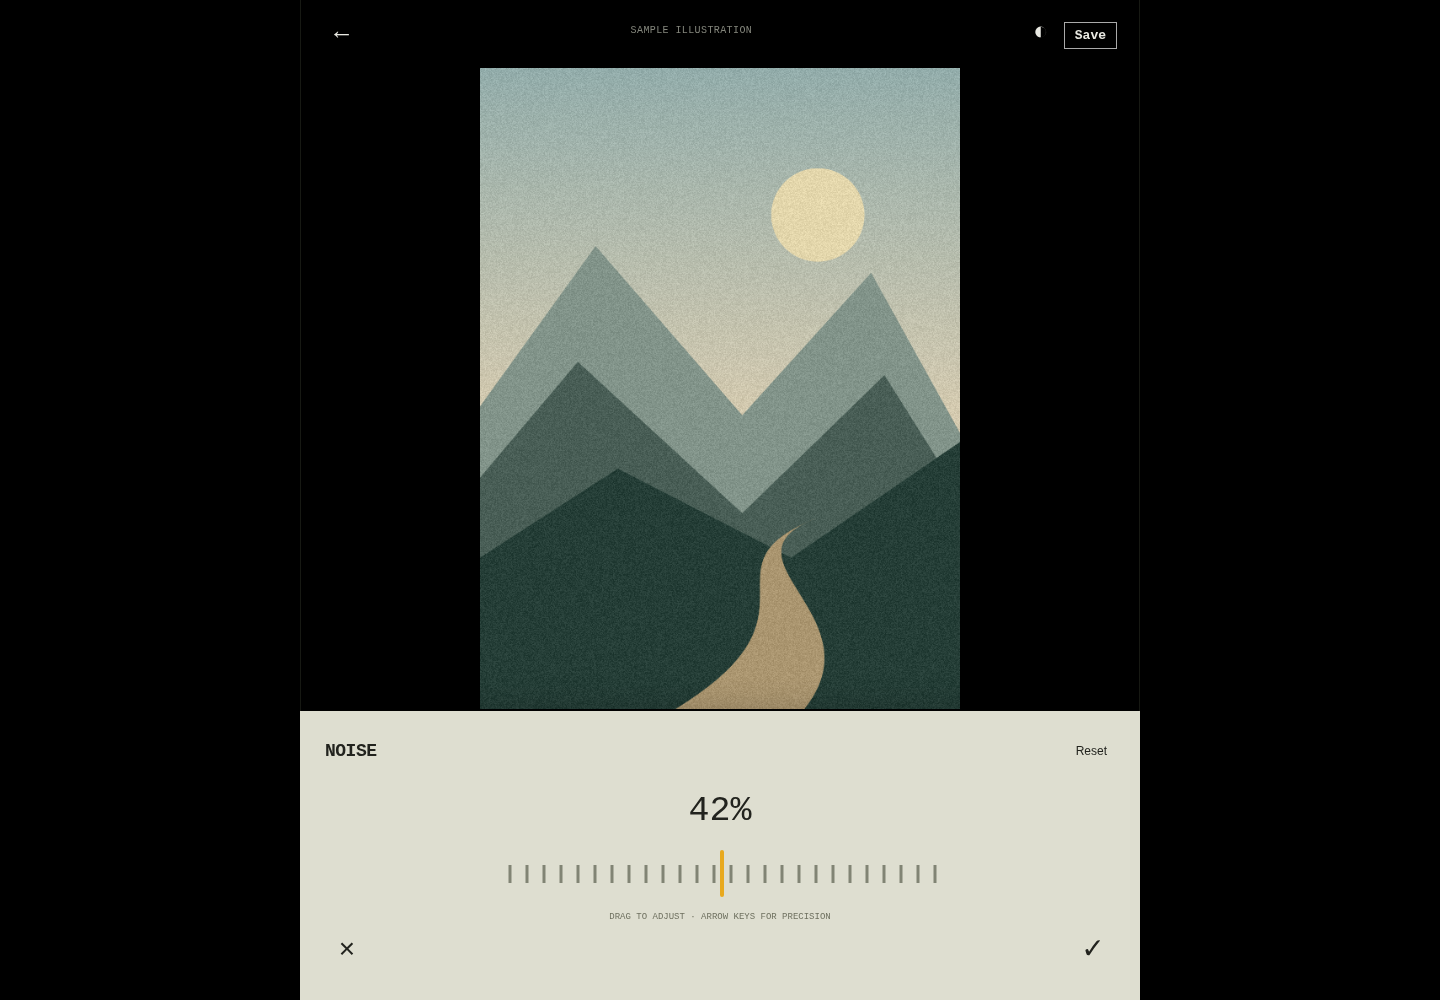 SAMPLE ILLUSTRATION
Save
NOISE
Reset
42%
DRAG TO ADJUST · ARROW KEYS FOR PRECISION